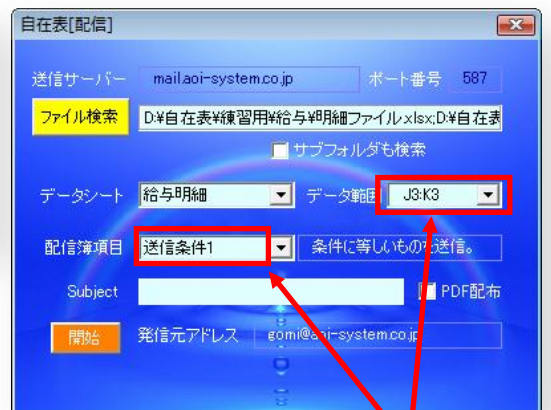 自在表[配信]
送信サーバー mail.aoi-system.co.jp ポート番号 587
ファイル検索 D:¥自在表¥練習用¥給与¥明細ファイル.xlsx;D:¥自在表
サブフォルダも検索
データシート 給与明細 データ範囲 J3:K3
配信簿項目 送信条件1 条件に等しいものを送信。
Subject PDF配布
開始 発信元アドレス gomi@aoi-system.co.jp